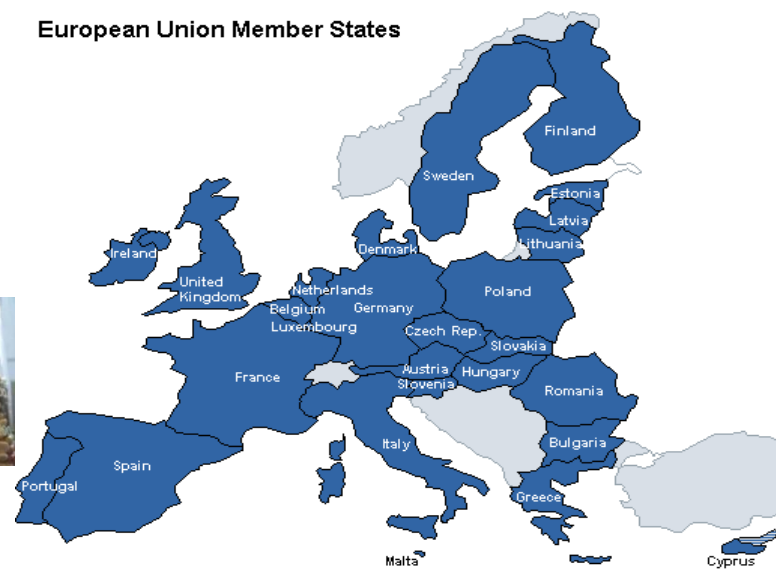 European Union Member States
Finland
Sweden
Estonia
Latvia
Lithuania
Denmark
Ireland
United
Kingdom
Netherlands
Belgium
Germany
Luxembourg
Poland
Czech Rep.
Slovakia
France
Austria
Hungary
Slovenia
Romania
Italy
Bulgaria
Spain
Portugal
Greece
Malta
Cyprus